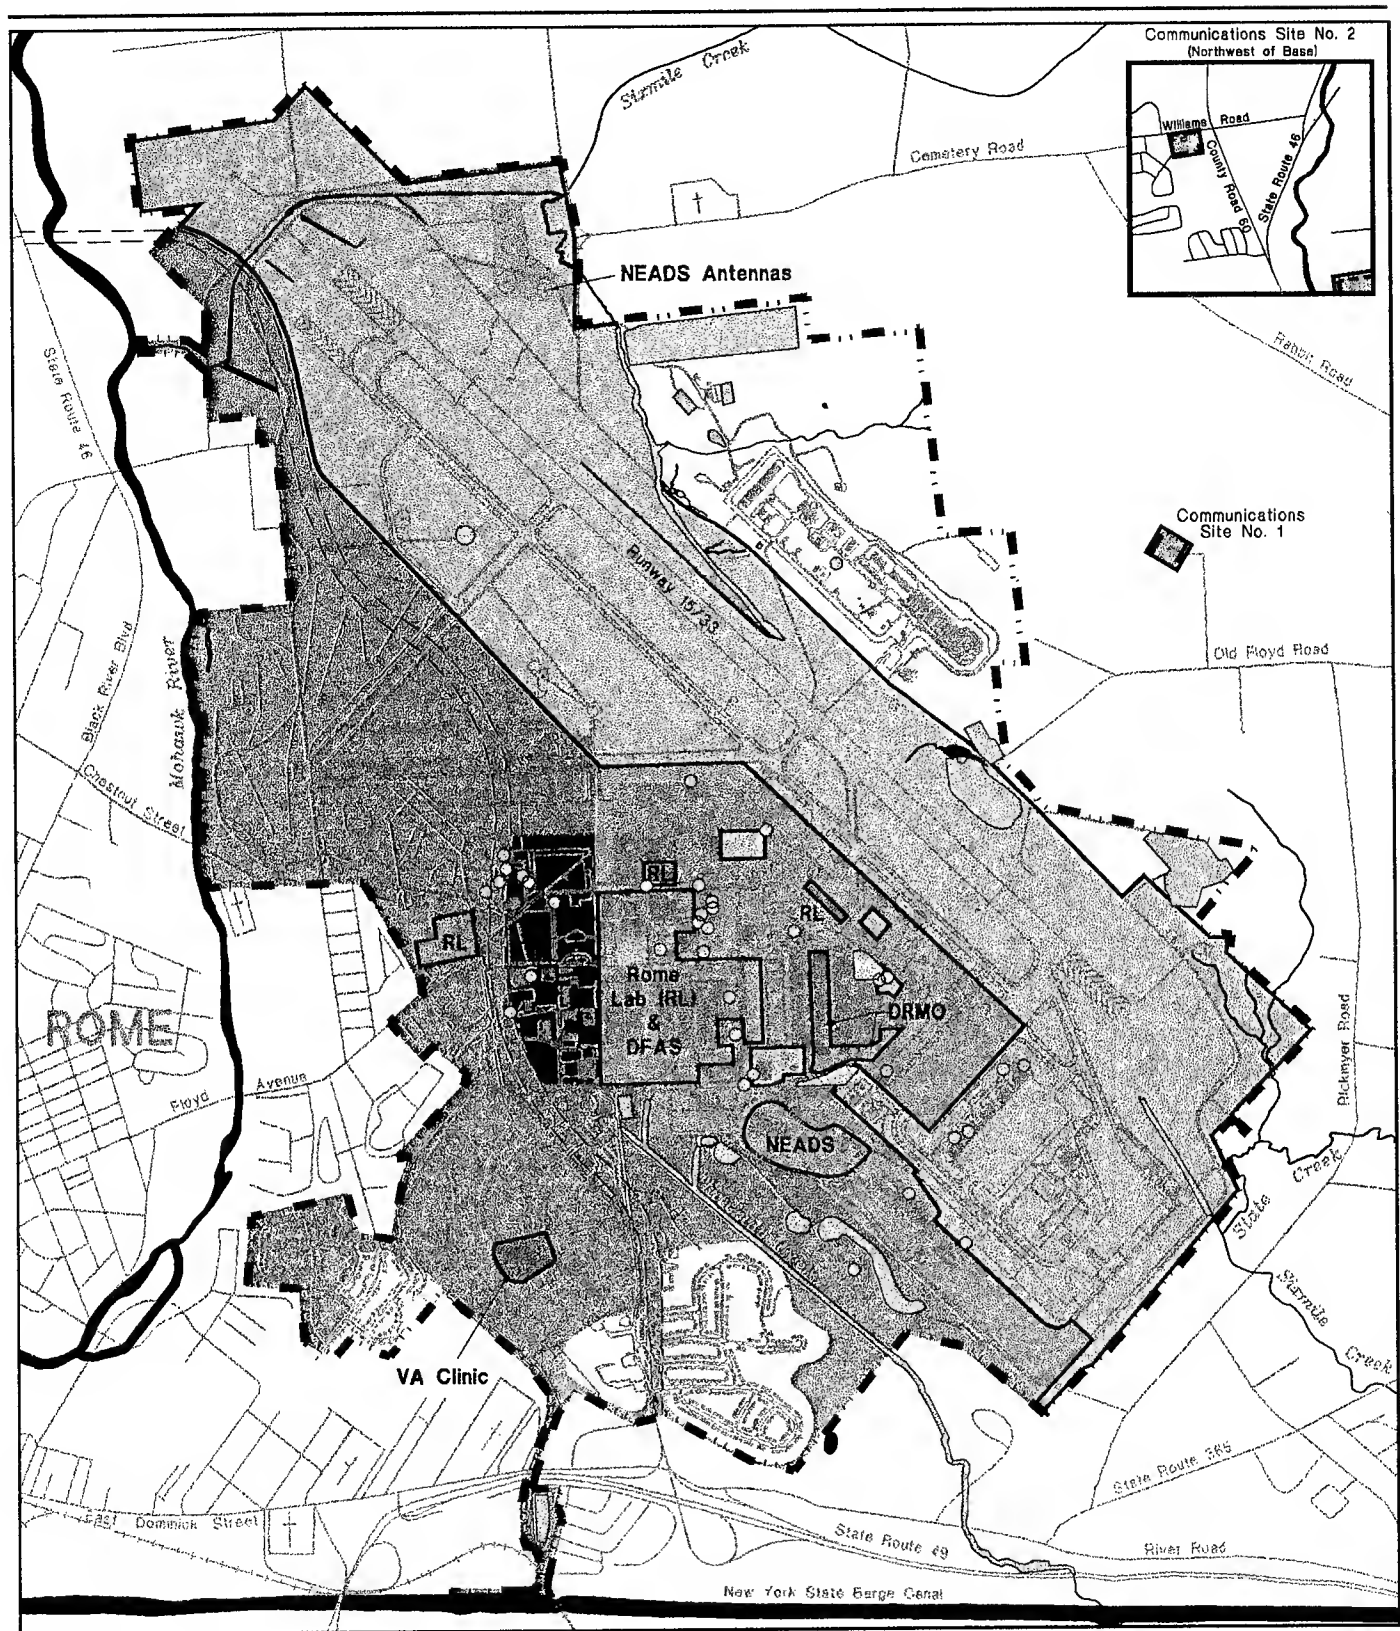 Communications Site No. 2
(Northwest of Base)
Williams Road
County Road 60
State Route 46
Sixmile Creek
Cemetery Road
NEADS Antennas
Rabbit Road
State Route 46
Communications
Site No. 1
Runway 15/33
Old Floyd Road
Black River Blvd
Mohawk River
Chestnut Street
RL
RL
RL
Rome
Lab (RL)
&
DFAS
DRMO
ROME
Rickmyer Road
Floyd Avenue
NEADS
State Creek
Sixmile Creek
VA Clinic
State Route 365
East Dominick Street
State Route 49
River Road
New York State Barge Canal